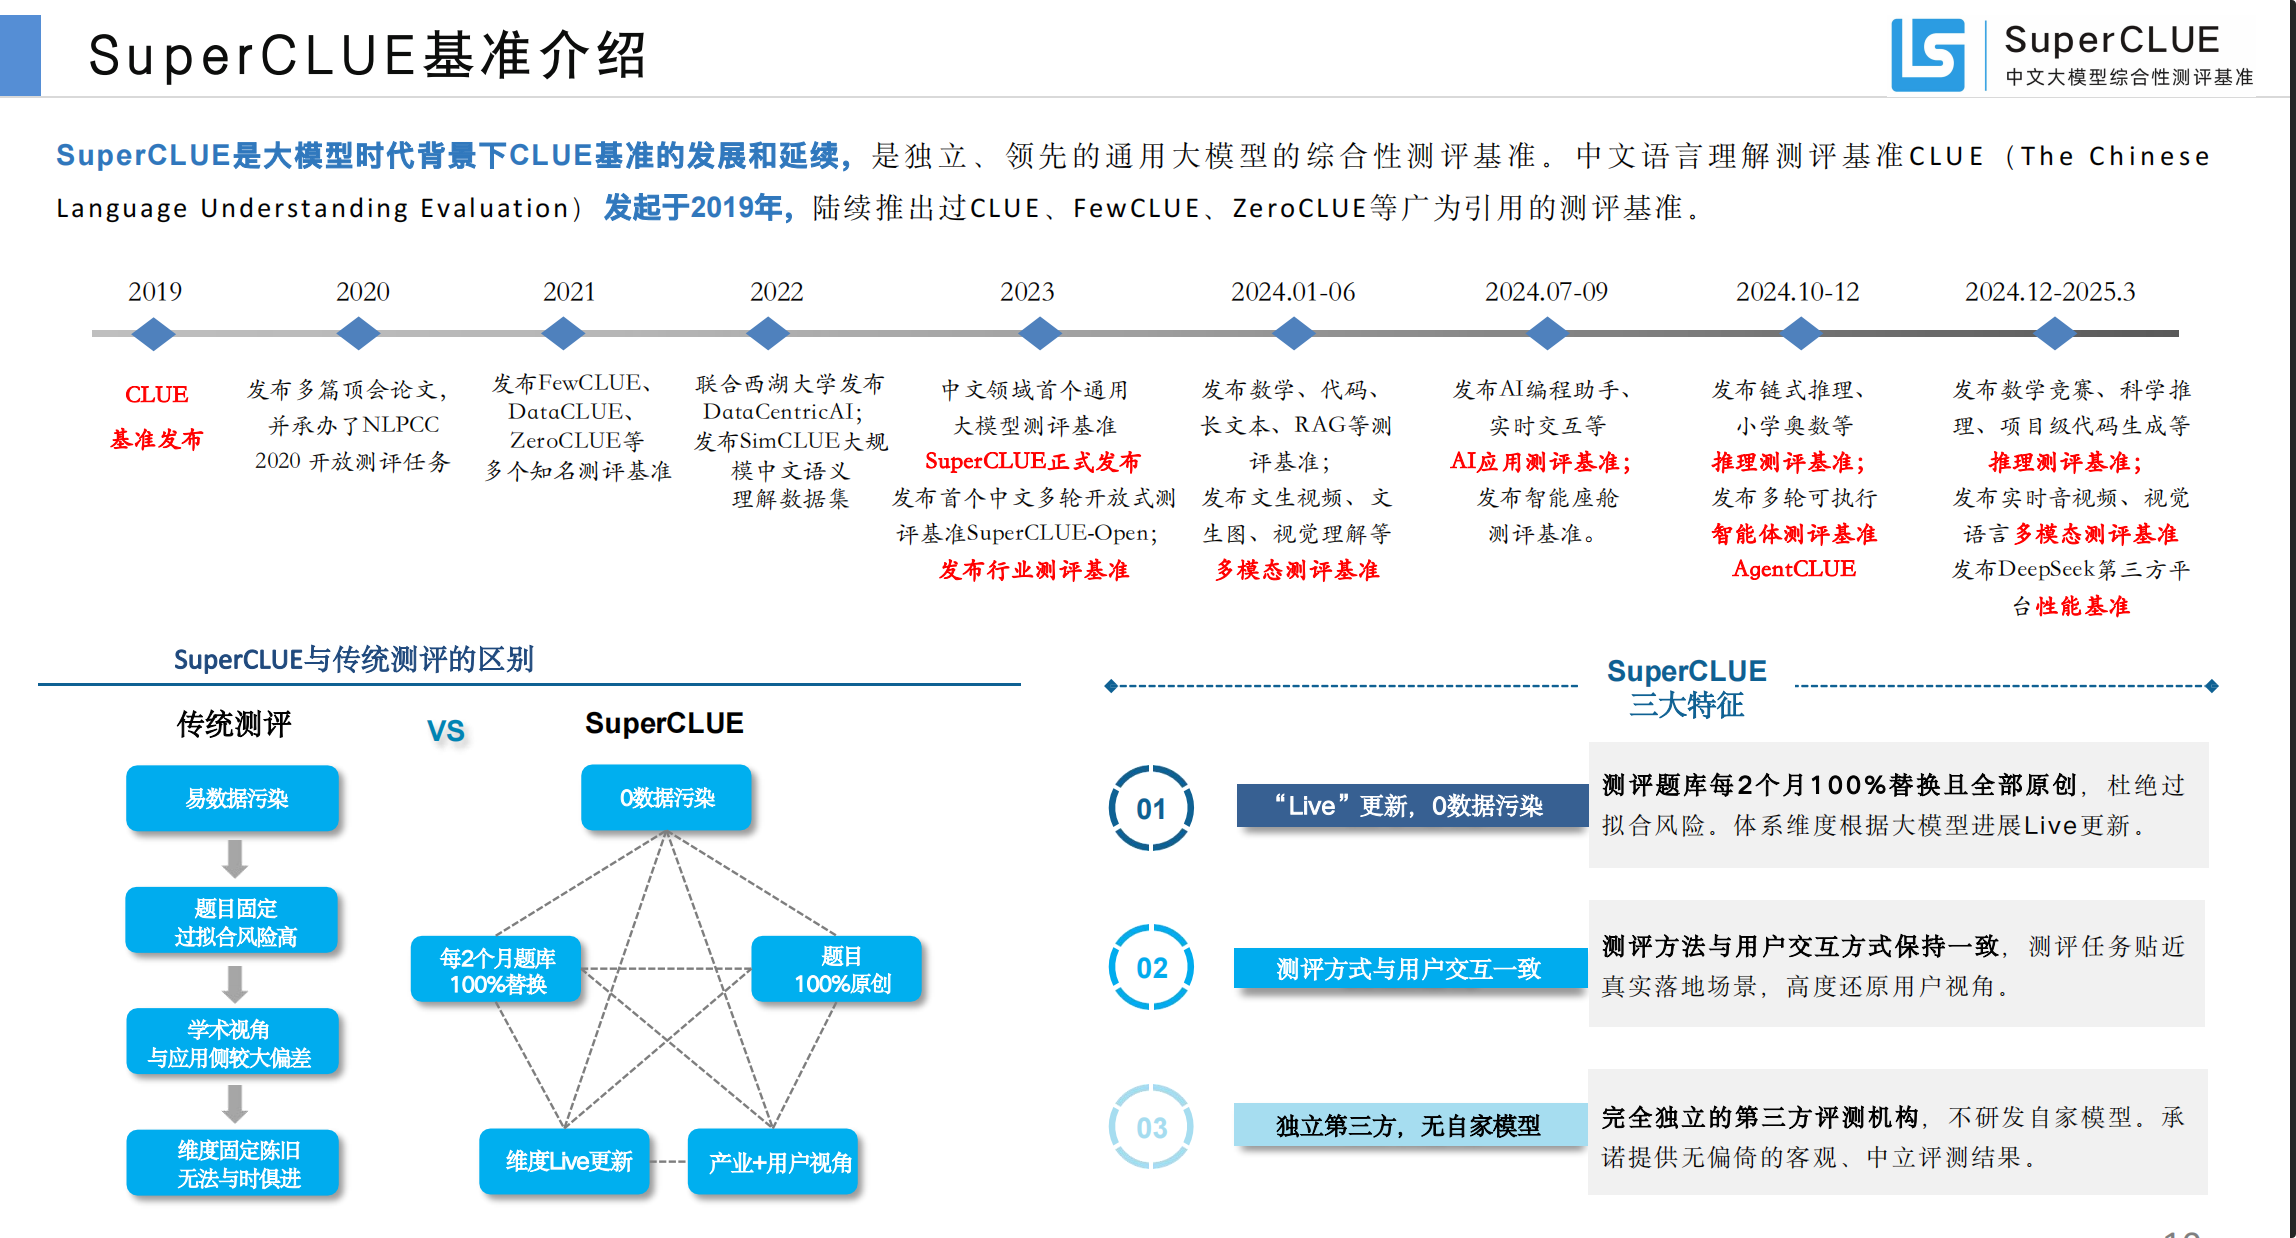 SuperCLUE基准介绍
SuperCLUE
中文大模型综合性测评基准
SuperCLUE是大模型时代背景下CLUE基准的发展和延续，是独立、领先的通用大模型的综合性测评基准。中文语言理解测评基准CLUE（The Chinese
Language Understanding Evaluation）发起于2019年，陆续推出过CLUE、FewCLUE、ZeroCLUE等广为引用的测评基准。
2019
CLUE
基准发布
2020
发布多篇顶会论文，
并承办了NLPCC
2020 开放测评任务
2021
发布FewCLUE、
DataCLUE、
ZeroCLUE等
多个知名测评基准
2022
联合西湖大学发布
DataCentricAI；
发布SimCLUE大规
模中文语义
理解数据集
2023
中文领域首个通用
大模型测评基准
SuperCLUE正式发布
发布首个中文多轮开放式测
评基准SuperCLUE-Open；
发布行业测评基准
2024.01-06
发布数学、代码、
长文本、RAG等测
评基准；
发布文生视频、文
生图、视觉理解等
多模态测评基准
2024.07-09
发布AI编程助手、
实时交互等
AI应用测评基准；
发布智能座舱
测评基准。
2024.10-12
发布链式推理、
小学奥数等
推理测评基准；
发布多轮可执行
智能体测评基准
AgentCLUE
2024.12-2025.3
发布数学竞赛、科学推
理、项目级代码生成等
推理测评基准；
发布实时音视频、视觉
语言多模态测评基准
发布DeepSeek第三方平
台性能基准
SuperCLUE与传统测评的区别
传统测评
VS
SuperCLUE
易数据污染
题目固定
过拟合风险高
学术视角
与应用侧较大偏差
维度固定陈旧
无法与时俱进
0数据污染
每2个月题库
100%替换
题目
100%原创
维度Live更新
产业+用户视角
SuperCLUE
三大特征
01
“Live”更新，0数据污染
测评题库每2个月100%替换且全部原创，杜绝过
拟合风险。体系维度根据大模型进展Live更新。
02
测评方式与用户交互一致
测评方法与用户交互方式保持一致，测评任务贴近
真实落地场景，高度还原用户视角。
03
独立第三方，无自家模型
完全独立的第三方评测机构，不研发自家模型。承
诺提供无偏倚的客观、中立评测结果。